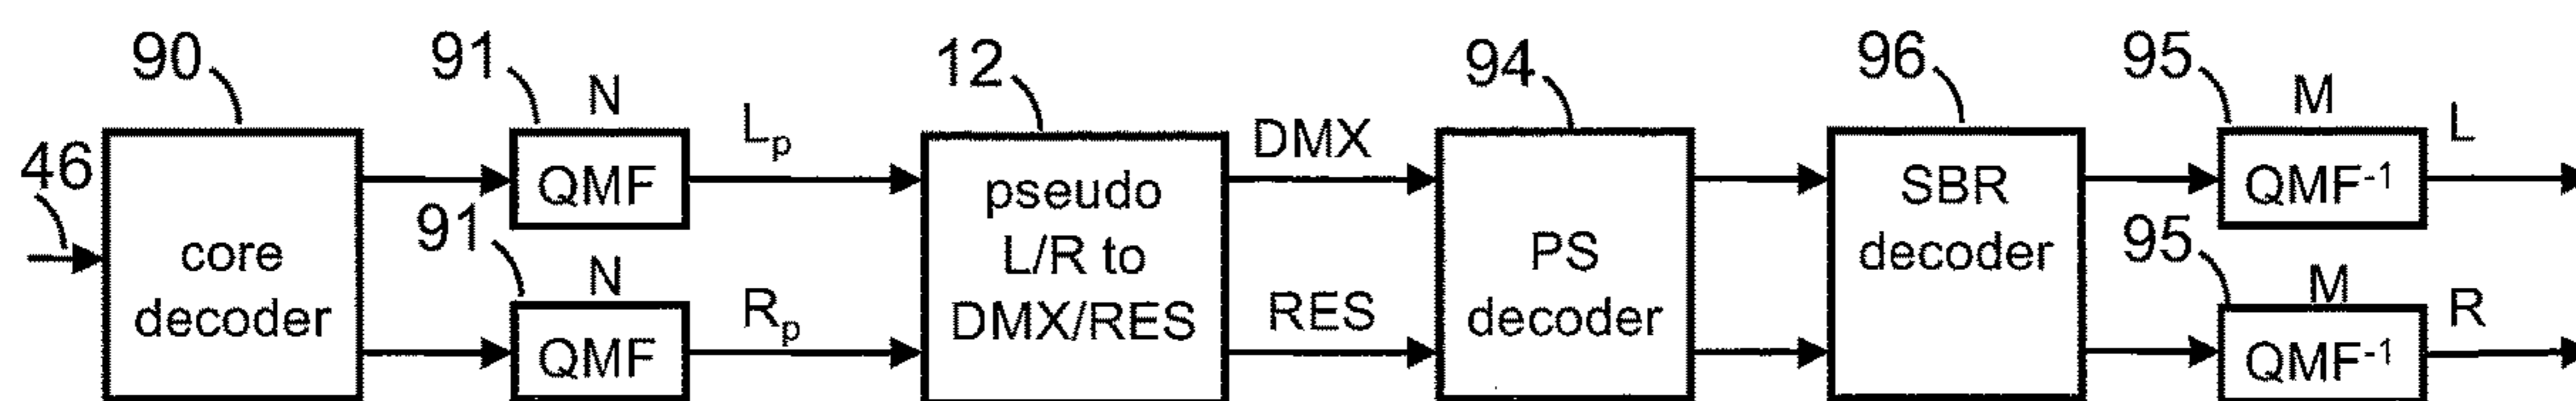 90
91
N
12
94
96
95
M
46
QMF
L_p
DMX
QMF⁻¹
L
core
decoder
pseudo
L/R to
DMX/RES
PS
decoder
SBR
decoder
91
N
QMF
R_p
RES
95
M
QMF⁻¹
R